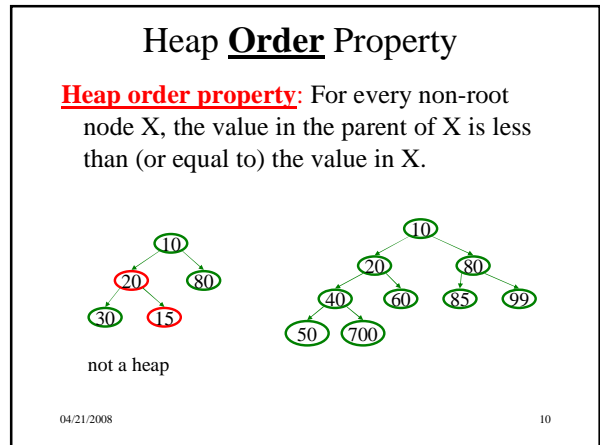 Heap Order Property
Heap order property: For every non-root
node X, the value in the parent of X is less
than (or equal to) the value in X.
10
20 80
30 15
not a heap
10
20 80
40 60 85 99
50 700
04/21/2008 10